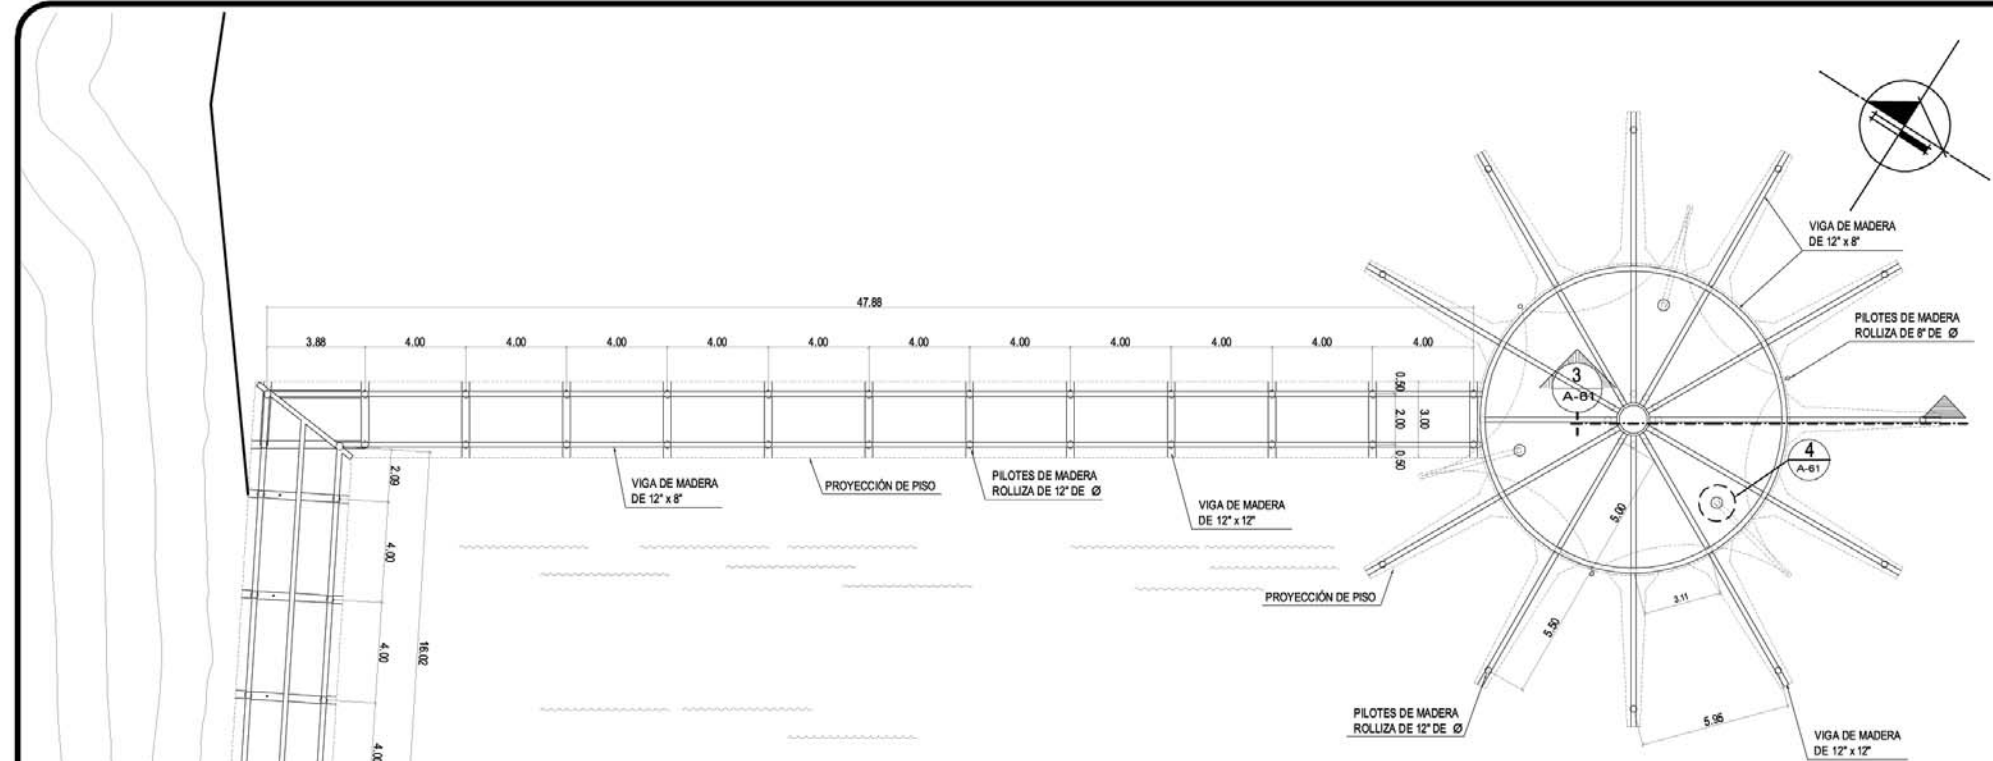 VIGA DE MADERA
DE 12" x 8"
47.88
PILOTES DE MADERA
ROLLIZA DE 8" DE Ø
3.88
4.00
4.00
4.00
4.00
4.00
4.00
4.00
4.00
4.00
4.00
4.00
0.50
2.00
3.00
0.50
3
A-61
4
A-61
2.09
VIGA DE MADERA
DE 12" x 8"
PROYECCIÓN DE PISO
PILOTES DE MADERA
ROLLIZA DE 12" DE Ø
VIGA DE MADERA
DE 12" x 12"
5.00
4.00
PROYECCIÓN DE PISO
3.11
5.50
4.00
16.02
PILOTES DE MADERA
ROLLIZA DE 12" DE Ø
5.95
VIGA DE MADERA
DE 12" x 12"
4.00